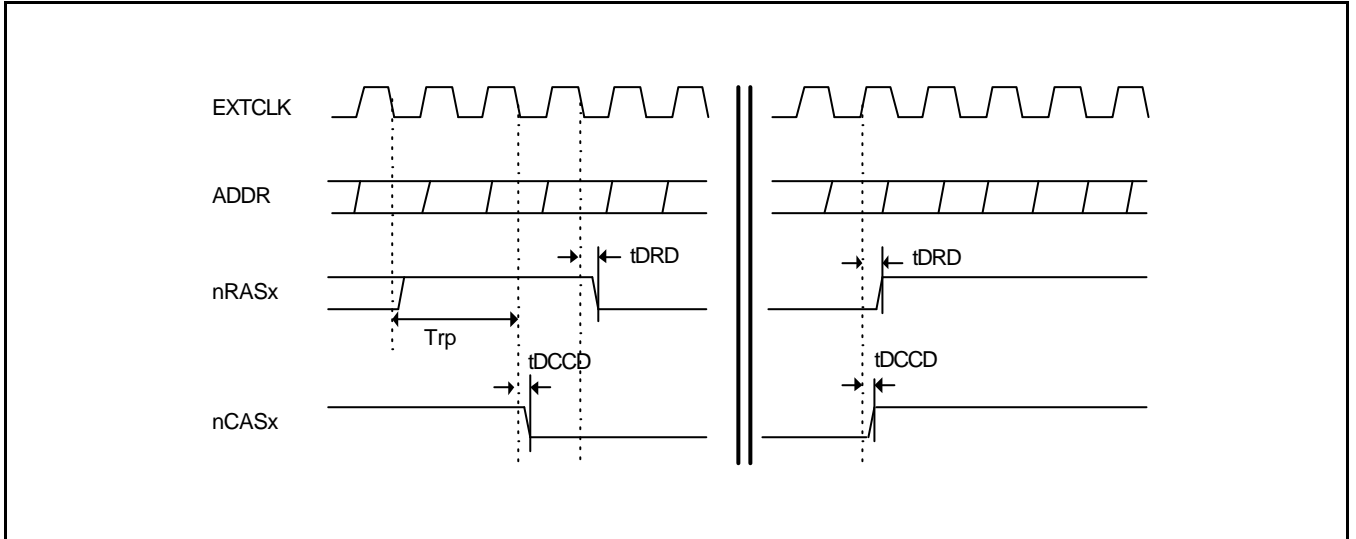 EXTCLK
ADDR
tDRD
tDRD
nRASx
Trp
tDCCD
tDCCD
nCASx